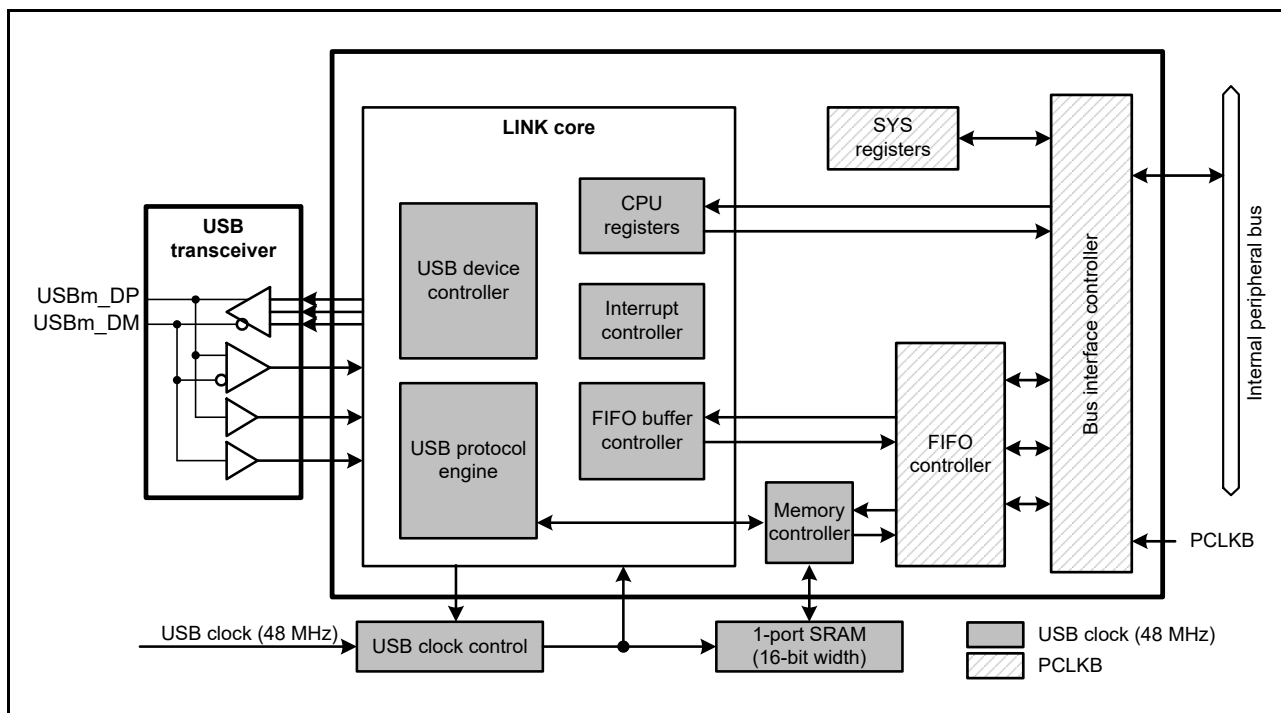 LINK core
SYS
registers
CPU
registers
USB
transceiver
USB device
controller
Bus interface controller
Internal peripheral bus
USBm_DP
USBm_DM
Interrupt
controller
FIFO buffer
controller
USB protocol
engine
FIFO
controller
Memory
controller
PCLKB
USB clock (48 MHz)
USB clock control
1-port SRAM
(16-bit width)
USB clock (48 MHz)
PCLKB